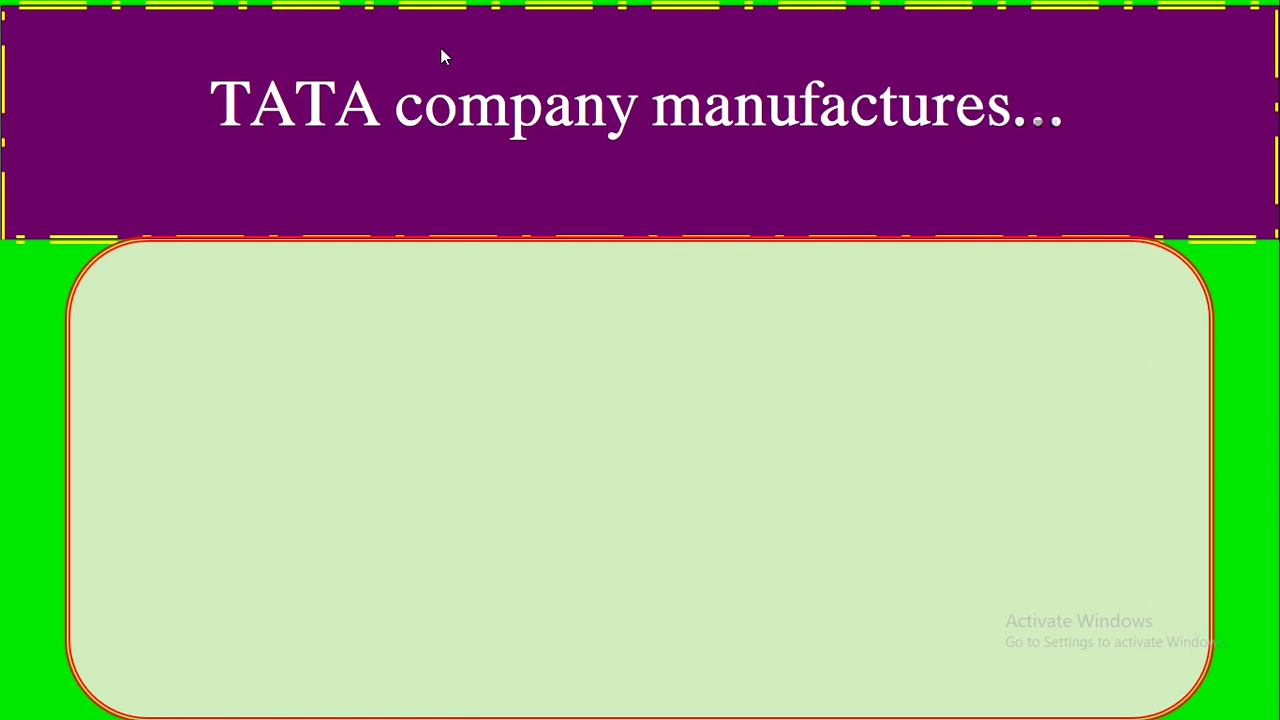 TATA company manufactures...
Activate Windows
Go to Settings to activate Windows.